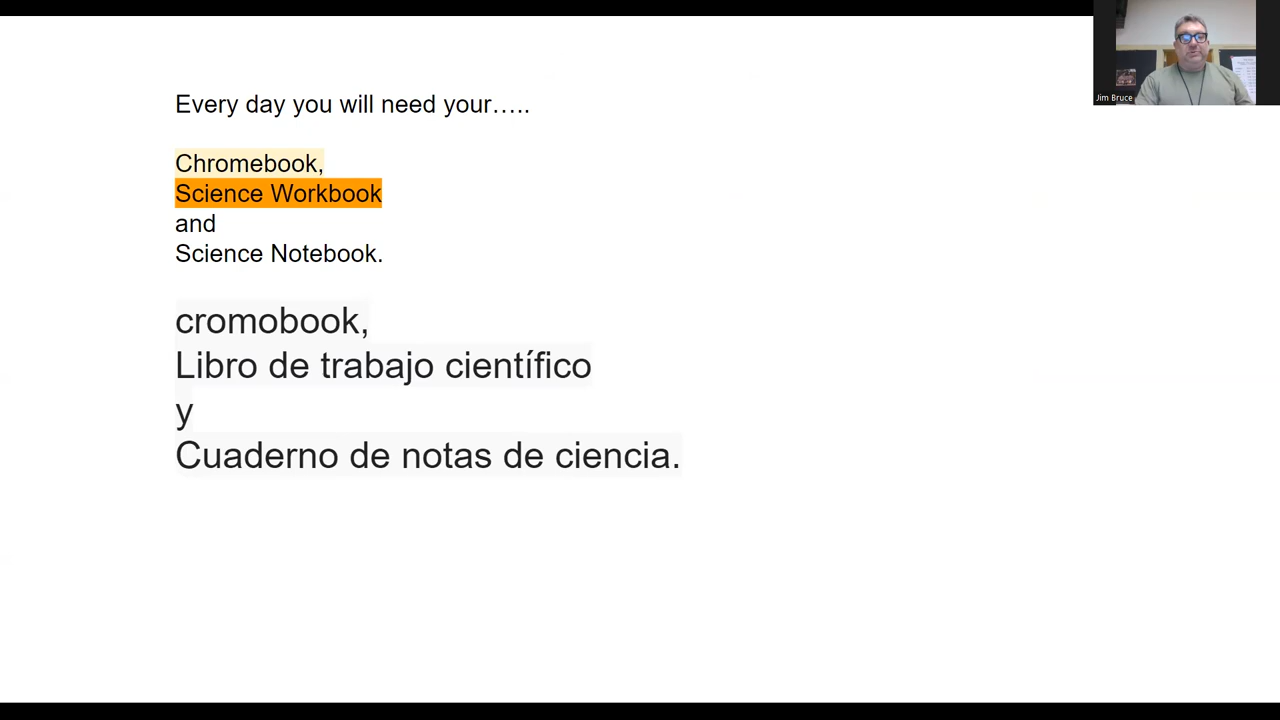 Every day you will need your…..
Chromebook,
Science Workbook
and
Science Notebook.
cromobook,
Libro de trabajo científico
y
Cuaderno de notas de ciencia.
Jim Bruce